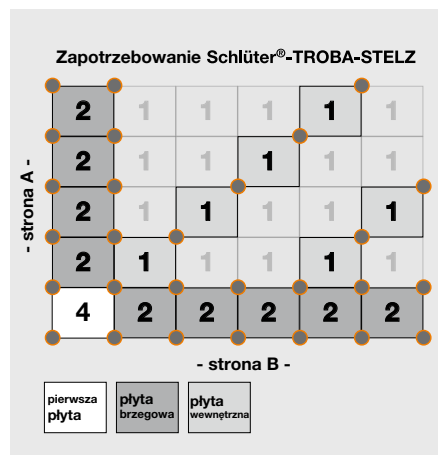 Zapotrzebowanie Schlüter®-TROBA-STELZ
2 1 1 1 1 1
2 1 1 1 1 1
2 1 1 1 1 1
2 1 1 1 1 1
4 2 2 2 2 2
- strona A -
- strona B -
pierwsza płyta
płyta brzegowa
płyta wewnętrzna